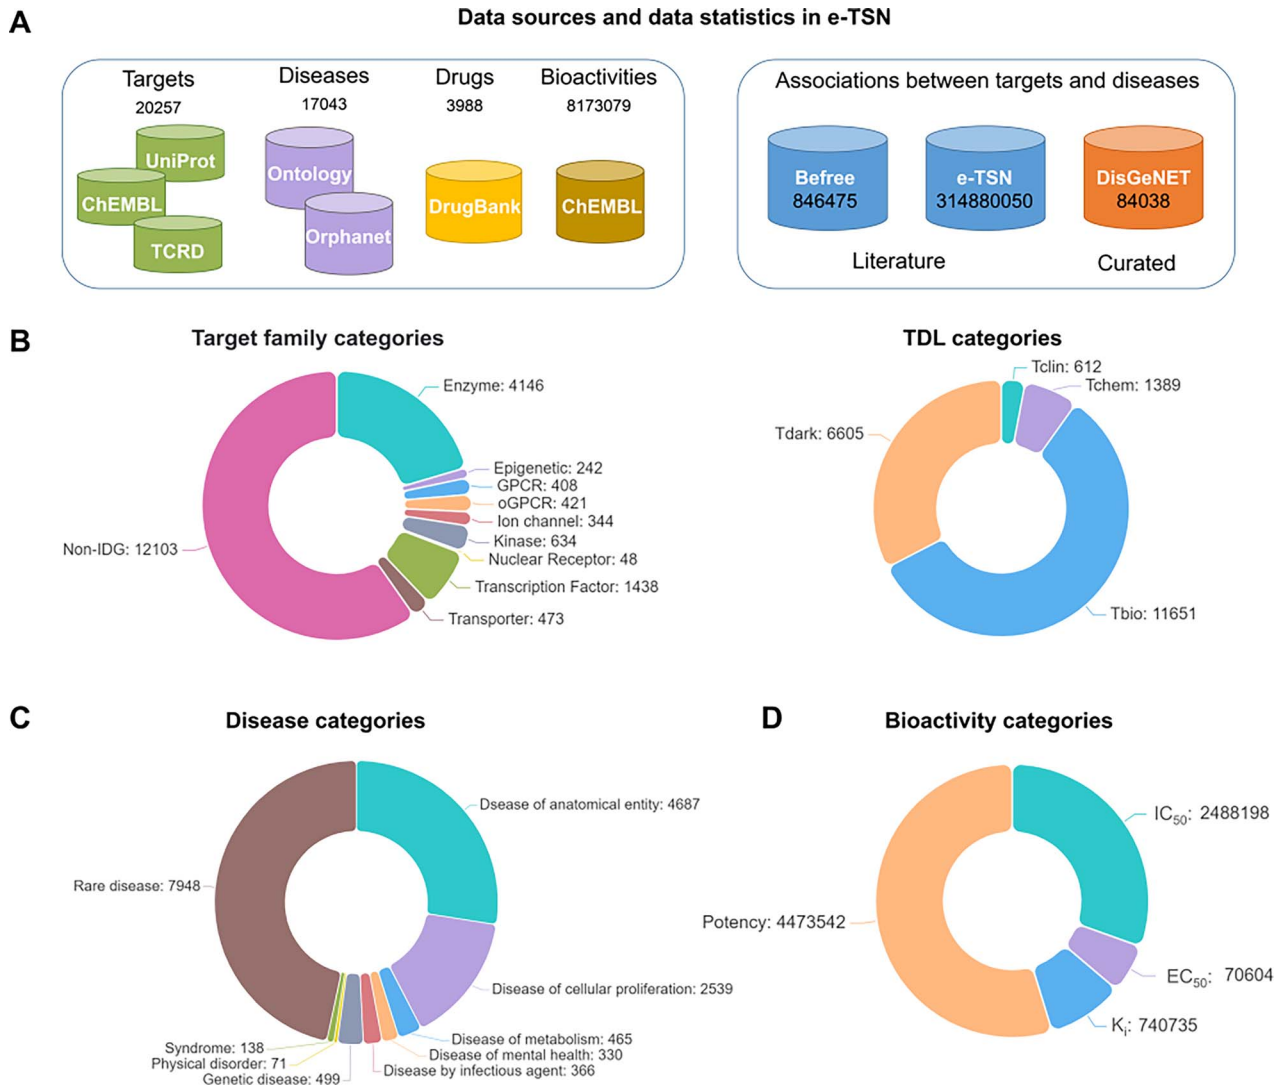 A
Data sources and data statistics in e-TSN
Targets
20257
UniProt
ChEMBL
TCRD
Diseases
17043
Ontology
Orphanet
Drugs
3988
DrugBank
Bioactivities
8173079
ChEMBL
Associations between targets and diseases
Befree
846475
e-TSN
314880050
DisGeNET
84038
Literature
Curated
B
Target family categories
Enzyme: 4146
Epigenetic: 242
GPCR: 408
oGPCR: 421
Ion channel: 344
Kinase: 634
Nuclear Receptor: 48
Transcription Factor: 1438
Transporter: 473
Non-IDG: 12103
TDL categories
Tclin: 612
Tchem: 1389
Tdark: 6605
Tbio: 11651
C
Disease categories
Dsease of anatomical entity: 4687
Rare disease: 7948
Disease of cellular proliferation: 2539
Disease of metabolism: 465
Disease of mental health: 330
Disease by infectious agent: 366
Syndrome: 138
Physical disorder: 71
Genetic disease: 499
D
Bioactivity categories
IC50: 2488198
Potency: 4473542
EC50: 70604
Ki: 740735